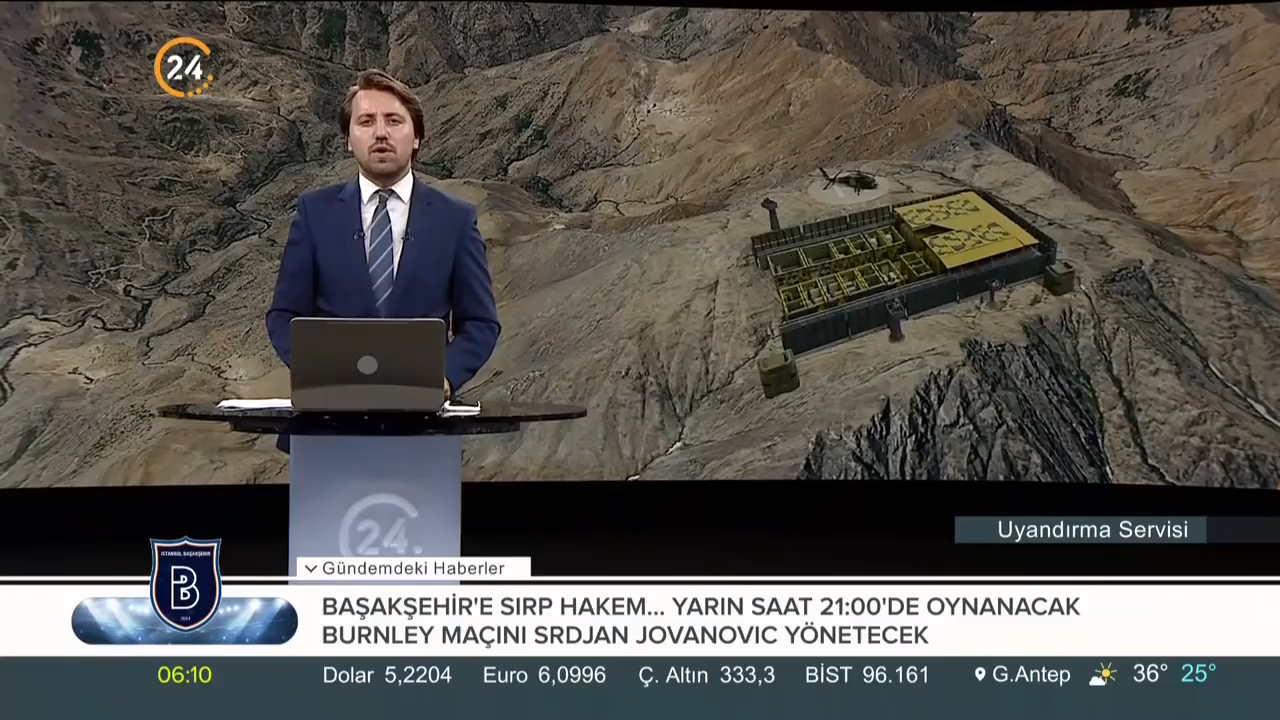 24
24.
Uyandırma Servisi
Gündemdeki Haberler
İSTANBUL BAŞAKŞEHİR
B
2014
BAŞAKŞEHİR'E SIRP HAKEM... YARIN SAAT 21:00'DE OYNANACAK
BURNLEY MAÇINI SRDJAN JOVANOVIC YÖNETECEK
06:10 Dolar 5,2204 Euro 6,0996 Ç. Altın 333,3 BİST 96.161 G.Antep 36° 25°